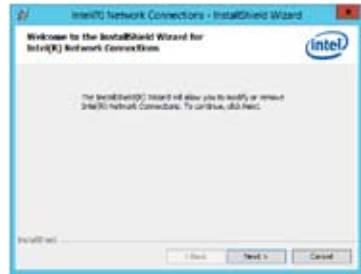 Intel(R) Network Connections - InstallShield Wizard
Welcome to the InstallShield Wizard for
Intel(R) Network Connections
intel
The InstallShield(R) Wizard will allow you to modify or remove
Intel(R) Network Connections. To continue, click Next.
InstallShield
< Back Next > Cancel